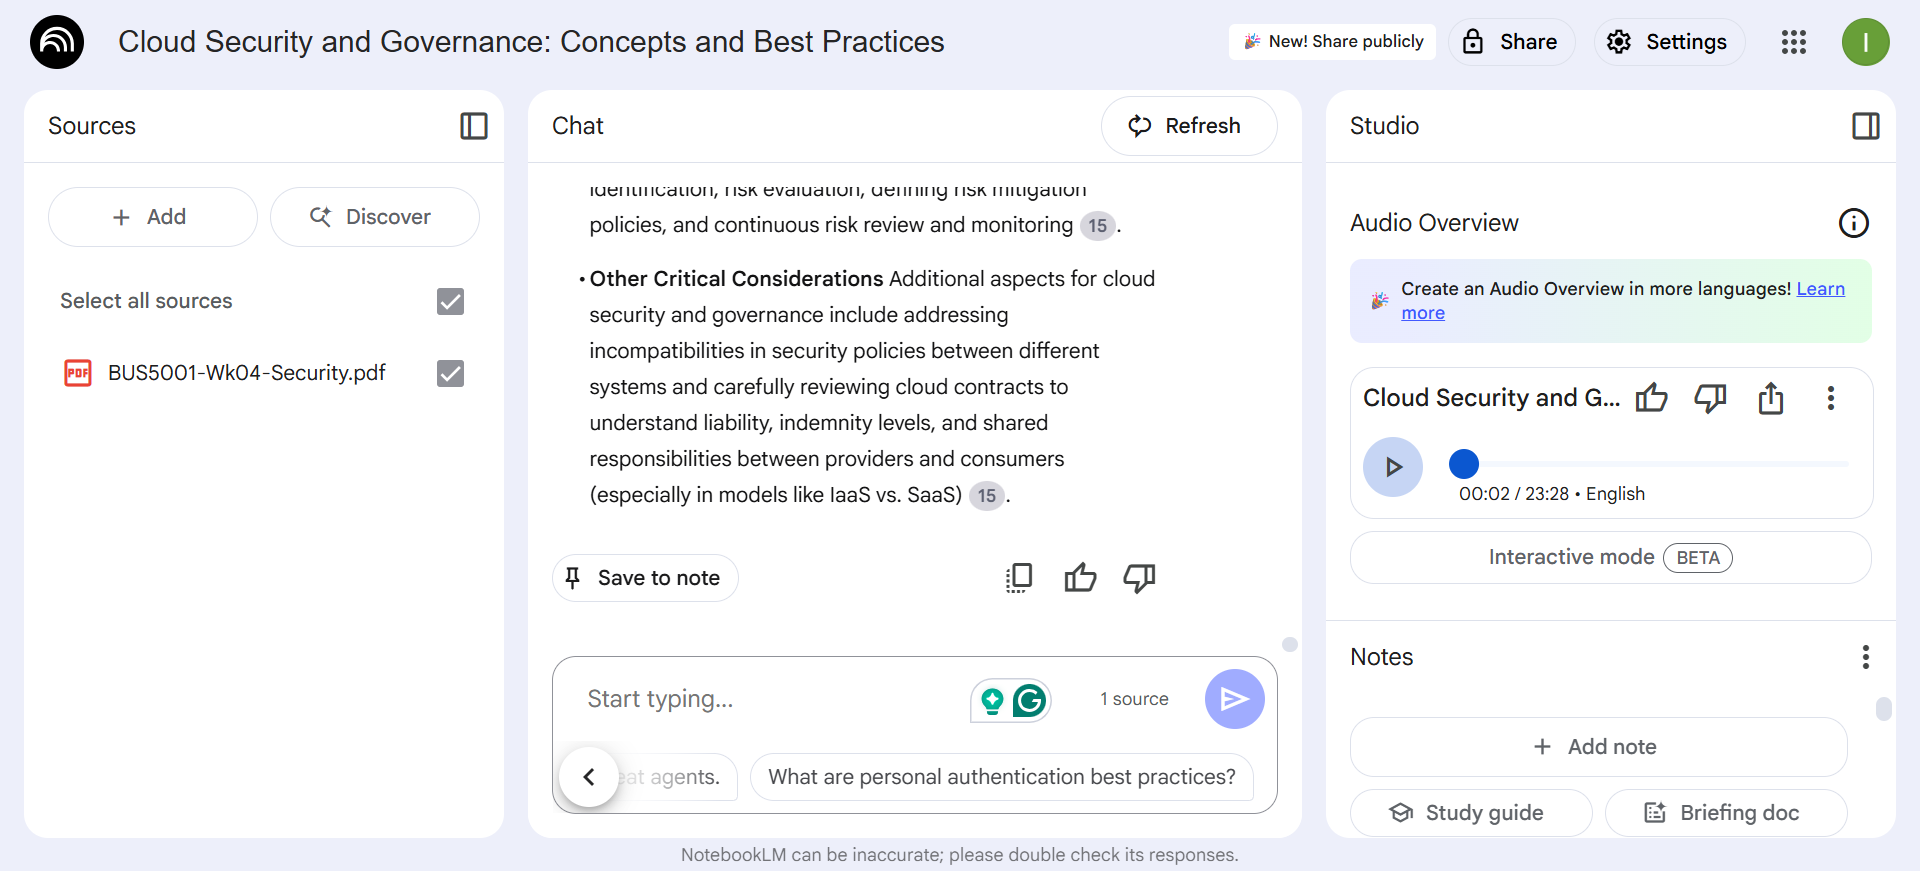 Cloud Security and Governance: Concepts and Best Practices
New! Share publicly
Share
Settings
I
Sources
Add
Discover
Select all sources
PDF
BUS5001-Wk04-Security.pdf
Chat
Refresh
identification, risk evaluation, defining risk mitigation
policies, and continuous risk review and monitoring 15.
• Other Critical Considerations Additional aspects for cloud
security and governance include addressing
incompatibilities in security policies between different
systems and carefully reviewing cloud contracts to
understand liability, indemnity levels, and shared
responsibilities between providers and consumers
(especially in models like IaaS vs. SaaS) 15.
Save to note
Start typing...
1 source
agents.
What are personal authentication best practices?
Studio
Audio Overview
Create an Audio Overview in more languages! Learn
more
Cloud Security and G...
00:02 / 23:28 • English
Interactive mode BETA
Notes
Add note
Study guide
Briefing doc
NotebookLM can be inaccurate; please double check its responses.